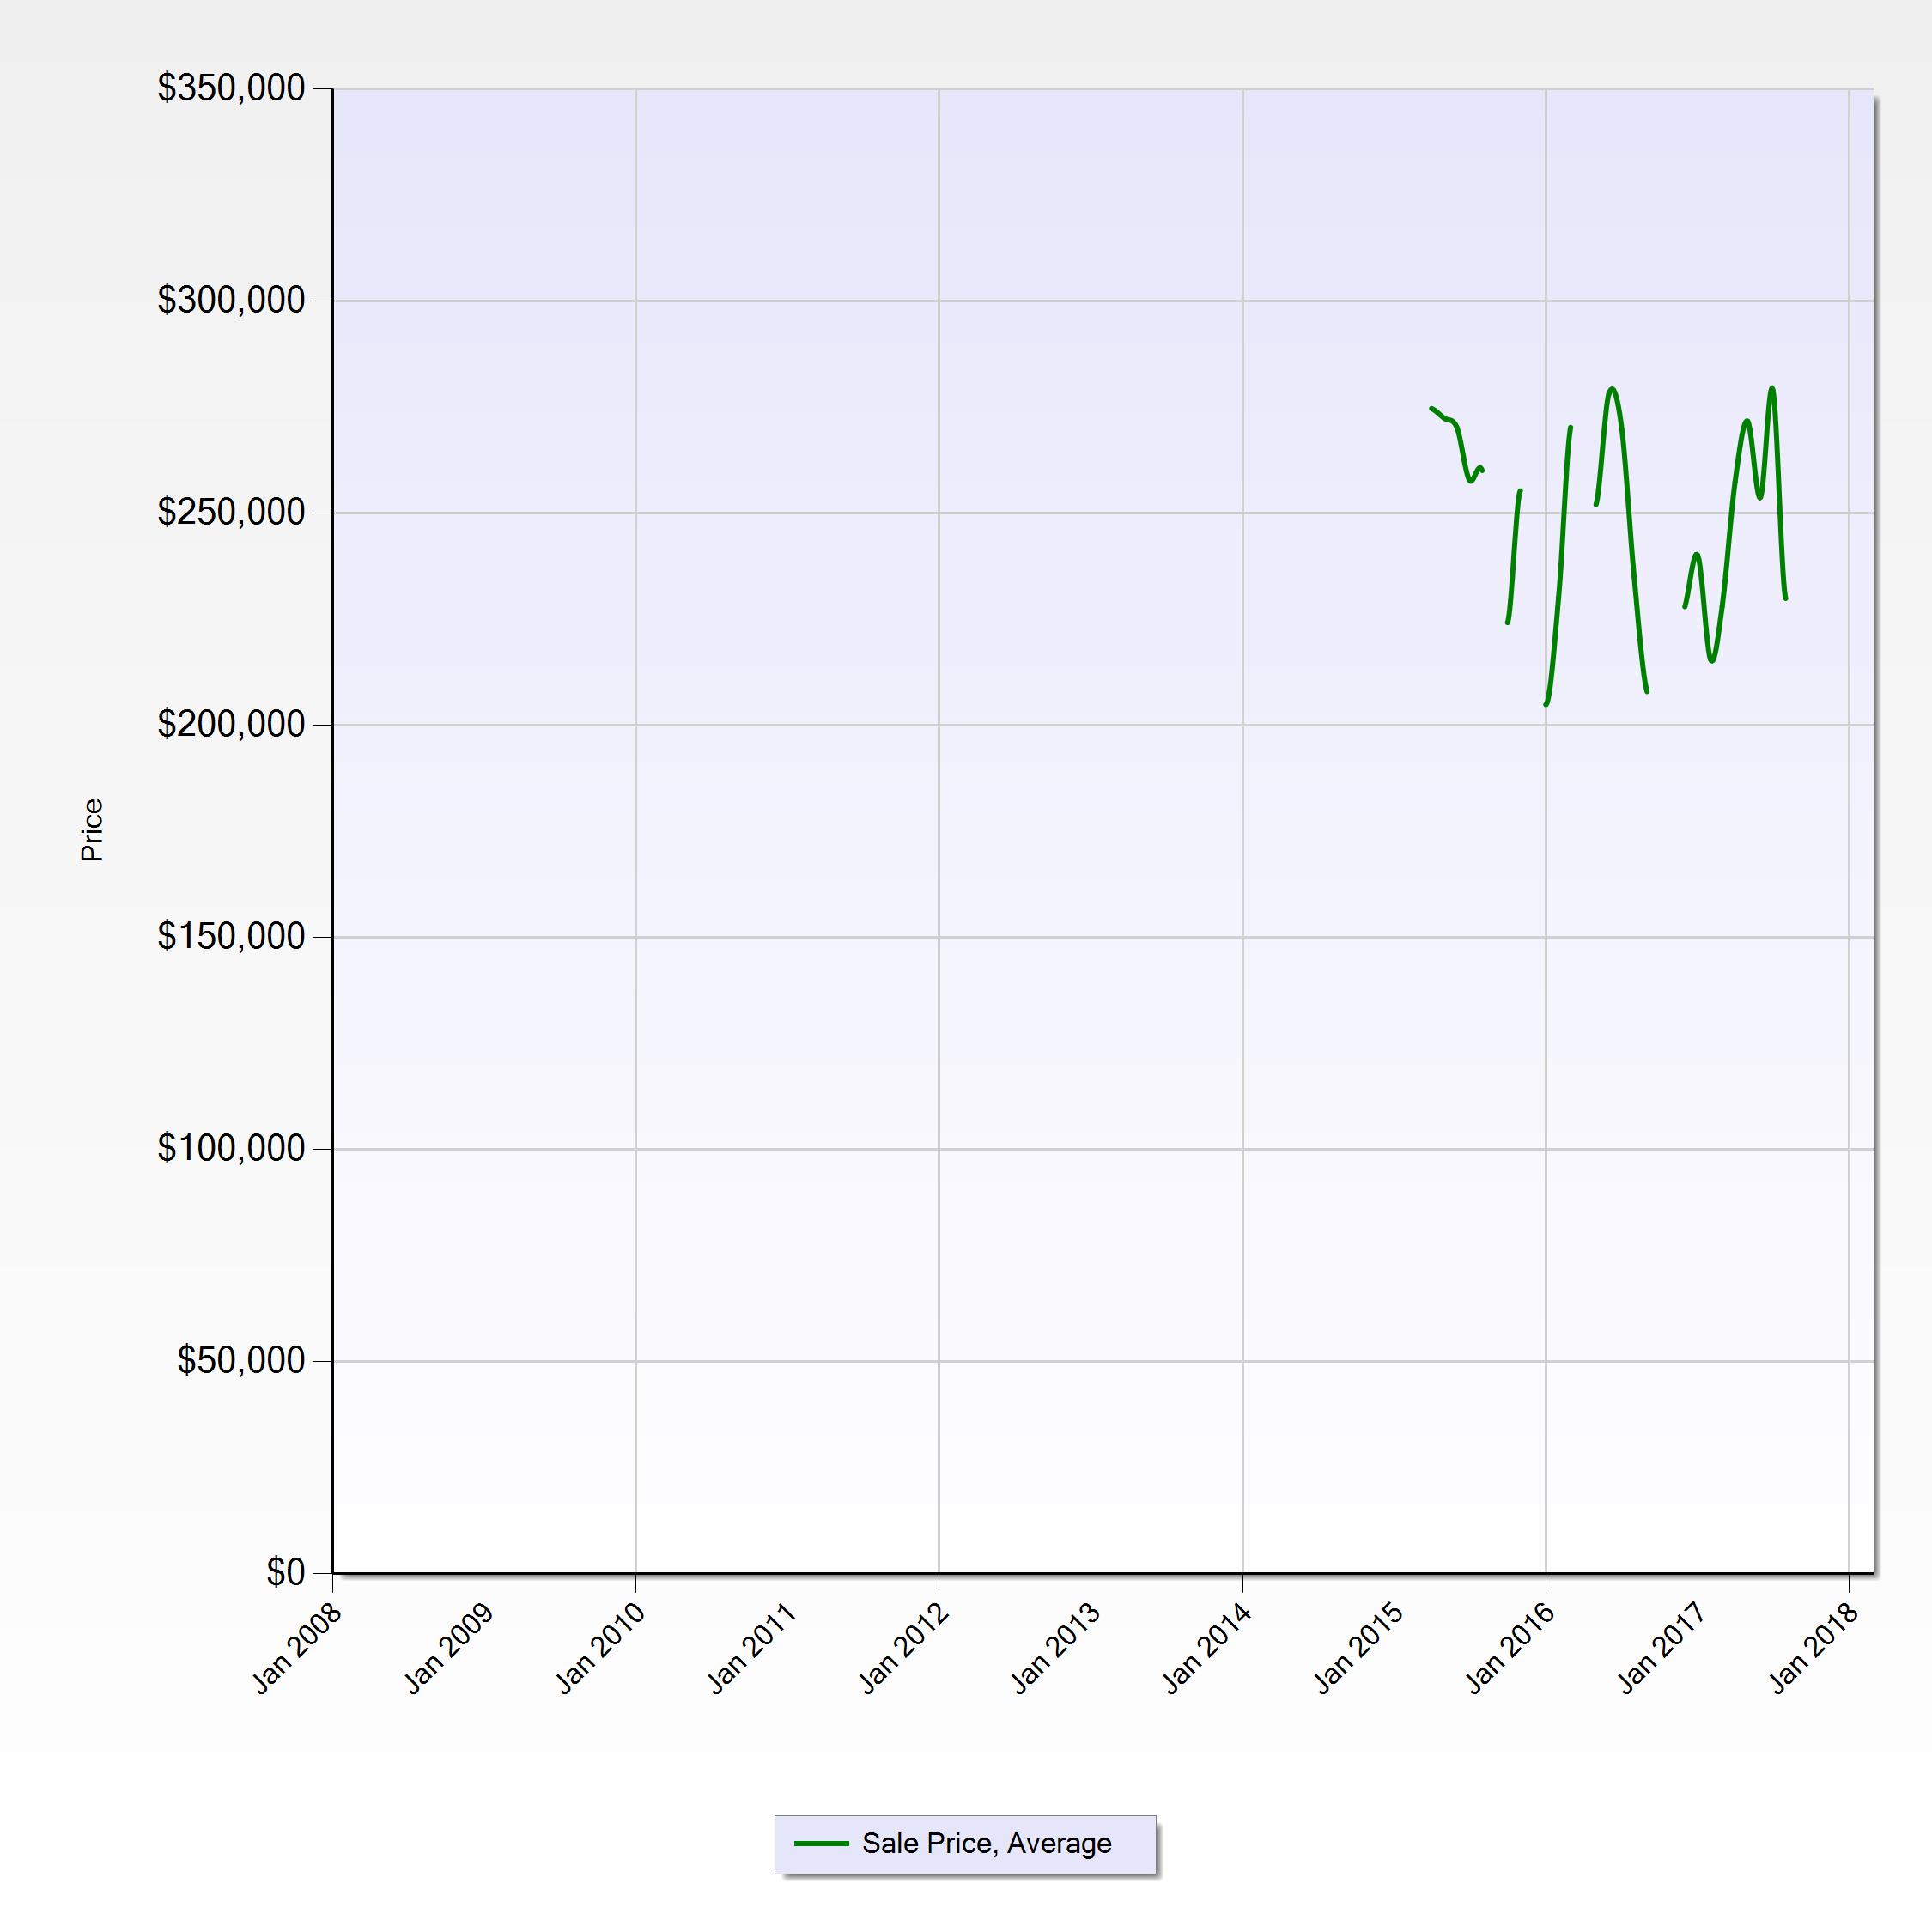 $350,000
$300,000
$250,000
$200,000
$150,000
$100,000
$50,000
$0
Price
Jan 2008
Jan 2009
Jan 2010
Jan 2011
Jan 2012
Jan 2013
Jan 2014
Jan 2015
Jan 2016
Jan 2017
Jan 2018
Sale Price, Average